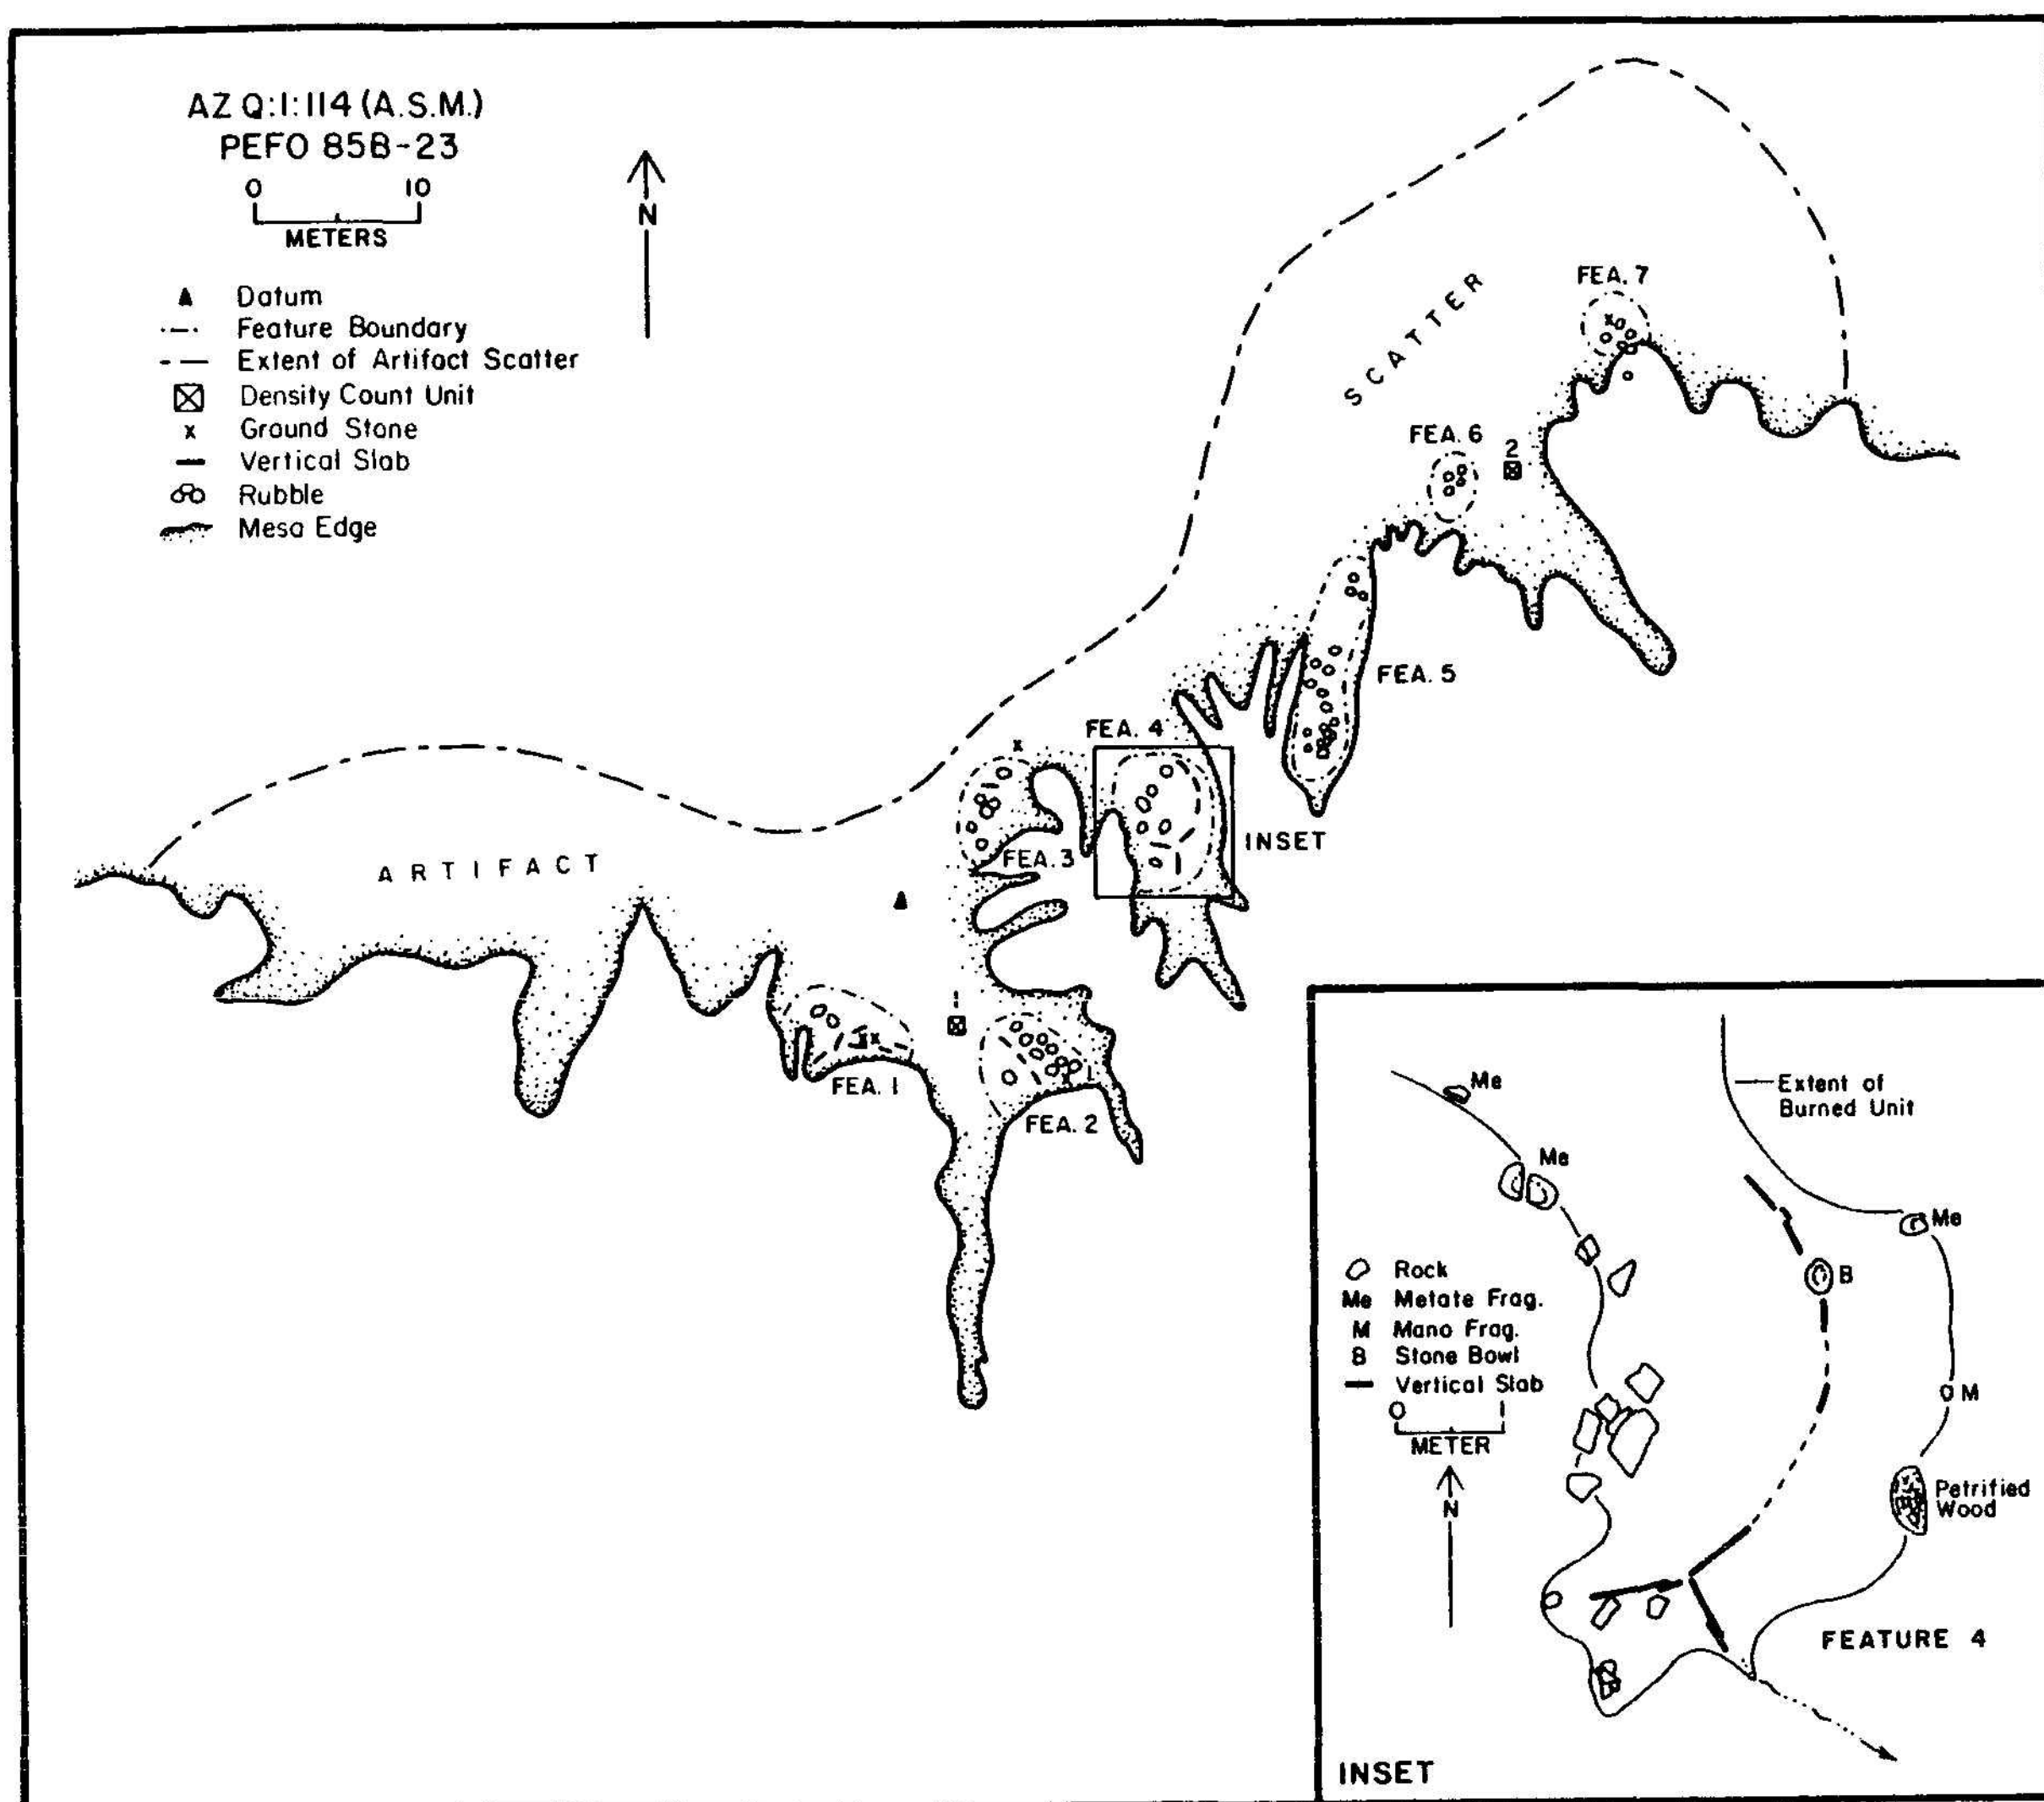 AZ Q:1:114 (A.S.M.)
PEFO 85B-23
0 10
METERS
N
Datum
Feature Boundary
Extent of Artifact Scatter
Density Count Unit
x Ground Stone
Vertical Slab
Rubble
Mesa Edge
SCATTER
FEA. 7
FEA. 6
2
FEA. 5
FEA. 4
INSET
FEA. 3
ARTIFACT
1
FEA. 1
FEA. 2
Me
Extent of
Burned Unit
Me
Me
B
Rock
Me Metate Frag.
M Mano Frag.
B Stone Bowl
Vertical Slab
0 1
METER
N
M
Petrified
Wood
FEATURE 4
INSET